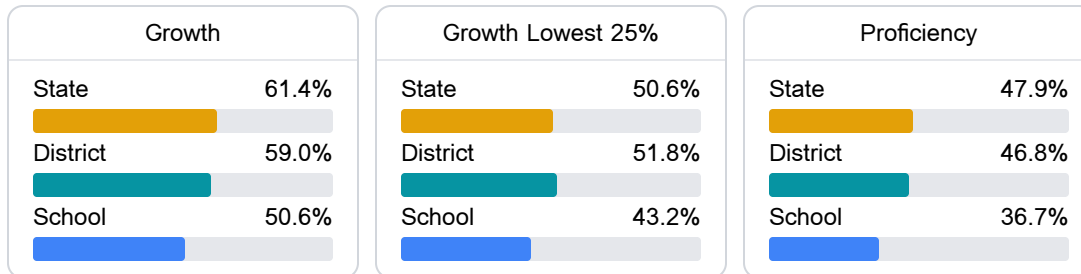 Growth
State 61.4%
District 59.0%
School 50.6%
Growth Lowest 25%
State 50.6%
District 51.8%
School 43.2%
Proficiency
State 47.9%
District 46.8%
School 36.7%